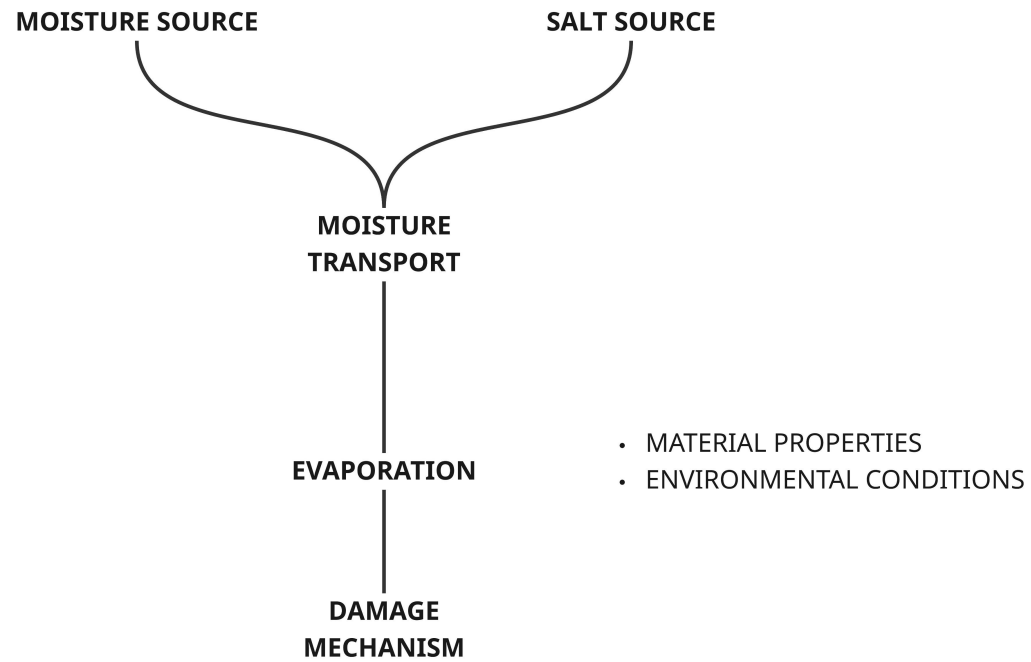 MOISTURE SOURCE
SALT SOURCE
MOISTURE
TRANSPORT
EVAPORATION
• MATERIAL PROPERTIES
• ENVIRONMENTAL CONDITIONS
DAMAGE
MECHANISM